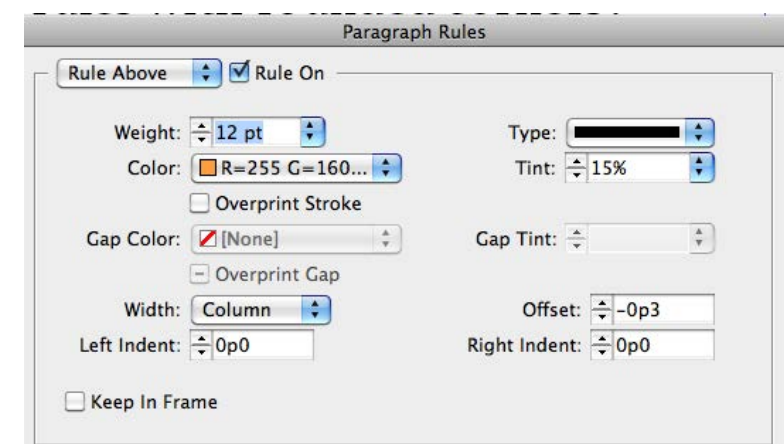 Paragraph Rules
Rule Above Rule On
Weight: 12 pt Type:
Color: R=255 G=160... Tint: 15%
Overprint Stroke
Gap Color: [None] Gap Tint:
Overprint Gap
Width: Column Offset: -0p3
Left Indent: 0p0 Right Indent: 0p0
Keep In Frame